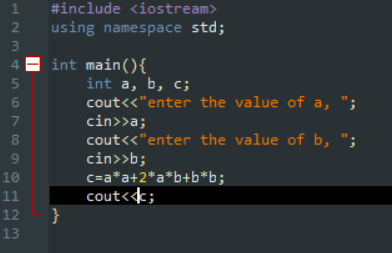 1 #include <iostream>
2 using namespace std;
3
4 int main(){
5 int a, b, c;
6 cout<<"enter the value of a, ";
7 cin>>a;
8 cout<<"enter the value of b, ";
9 cin>>b;
10 c=a*a+2*a*b+b*b;
11 cout<<c;
12 }
13